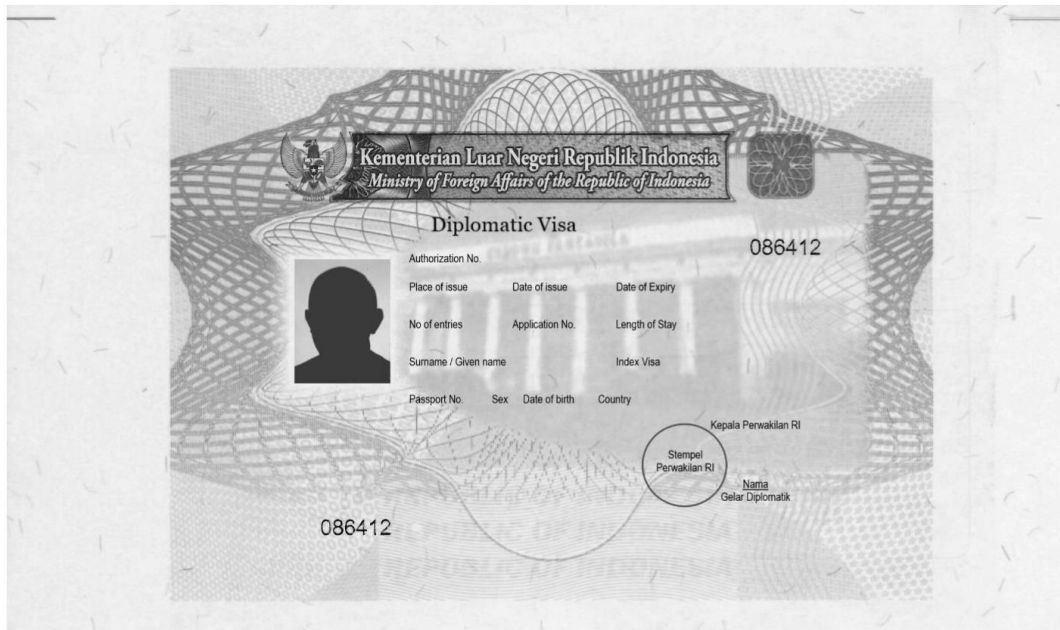 Kementerian Luar Negeri Republik Indonesia
Ministry of Foreign Affairs of the Republic of Indonesia
Diplomatic Visa
086412
Authorization No.
Place of issue Date of issue Date of Expiry
No of entries Application No. Length of Stay
Surname / Given name Index Visa
Passport No. Sex Date of birth Country
Kepala Perwakilan RI
Stempel
Perwakilan RI
Nama
Gelar Diplomatik
086412
REPUBLIC OF INDONESIA
REPUBLIC OF INDONESIA